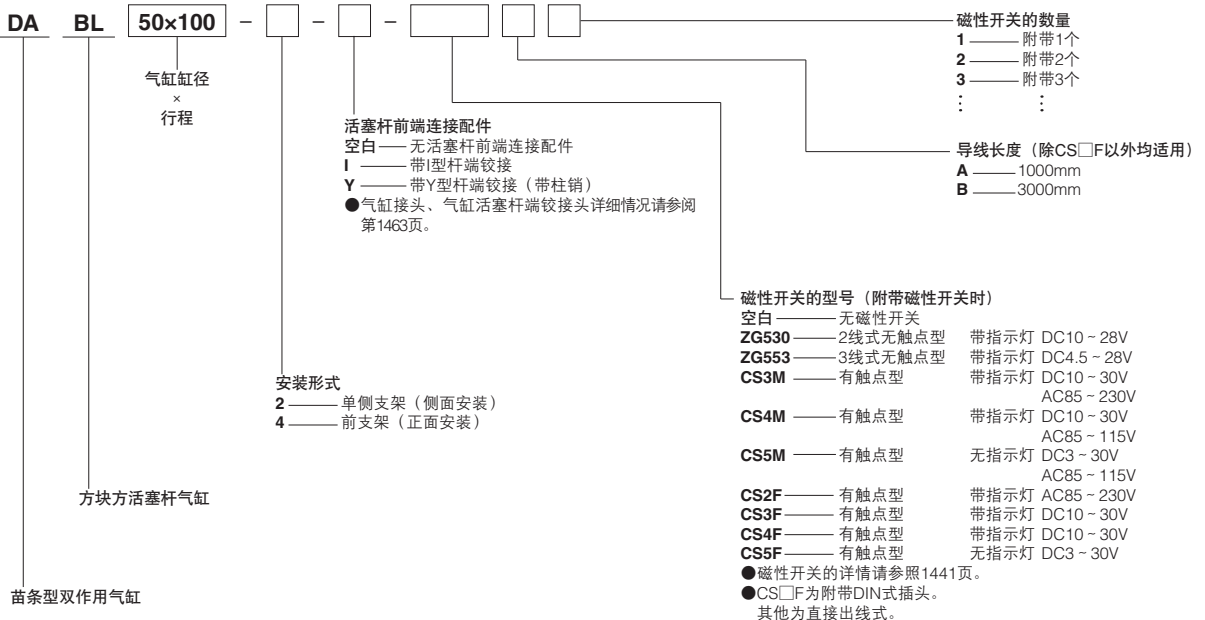 DA BL 50×100 － □ － □ － □ □ □
气缸缸径
×
行程
磁性开关的数量
1 —— 附带1个
2 —— 附带2个
3 —— 附带3个
⋮ ⋮
导线长度（除CS□F以外均适用）
A —— 1000mm
B —— 3000mm
活塞杆前端连接配件
空白—— 无活塞杆前端连接配件
I —— 带I型杆端铰接
Y —— 带Y型杆端铰接（带柱销）
●气缸接头、气缸活塞杆端铰接头详细情况请参阅
第1463页。
磁性开关的型号（附带磁性开关时）
空白 —— 无磁性开关
ZG530 —— 2线式无触点型 带指示灯 DC10～28V
ZG553 —— 3线式无触点型 带指示灯 DC4.5～28V
CS3M —— 有触点型 带指示灯 DC10～30V
AC85～230V
CS4M —— 有触点型 带指示灯 DC10～30V
AC85～115V
CS5M —— 有触点型 无指示灯 DC3～30V
AC85～115V
CS2F —— 有触点型 带指示灯 AC85～230V
CS3F —— 有触点型 带指示灯 DC10～30V
CS4F —— 有触点型 带指示灯 DC10～30V
CS5F —— 有触点型 无指示灯 DC3～30V
●磁性开关的详情请参照1441页。
●CS□F为附带DIN式插头。
其他为直接出线式。
安装形式
2 —— 单侧支架（侧面安装）
4 —— 前支架（正面安装）
方块方活塞杆气缸
苗条型双作用气缸